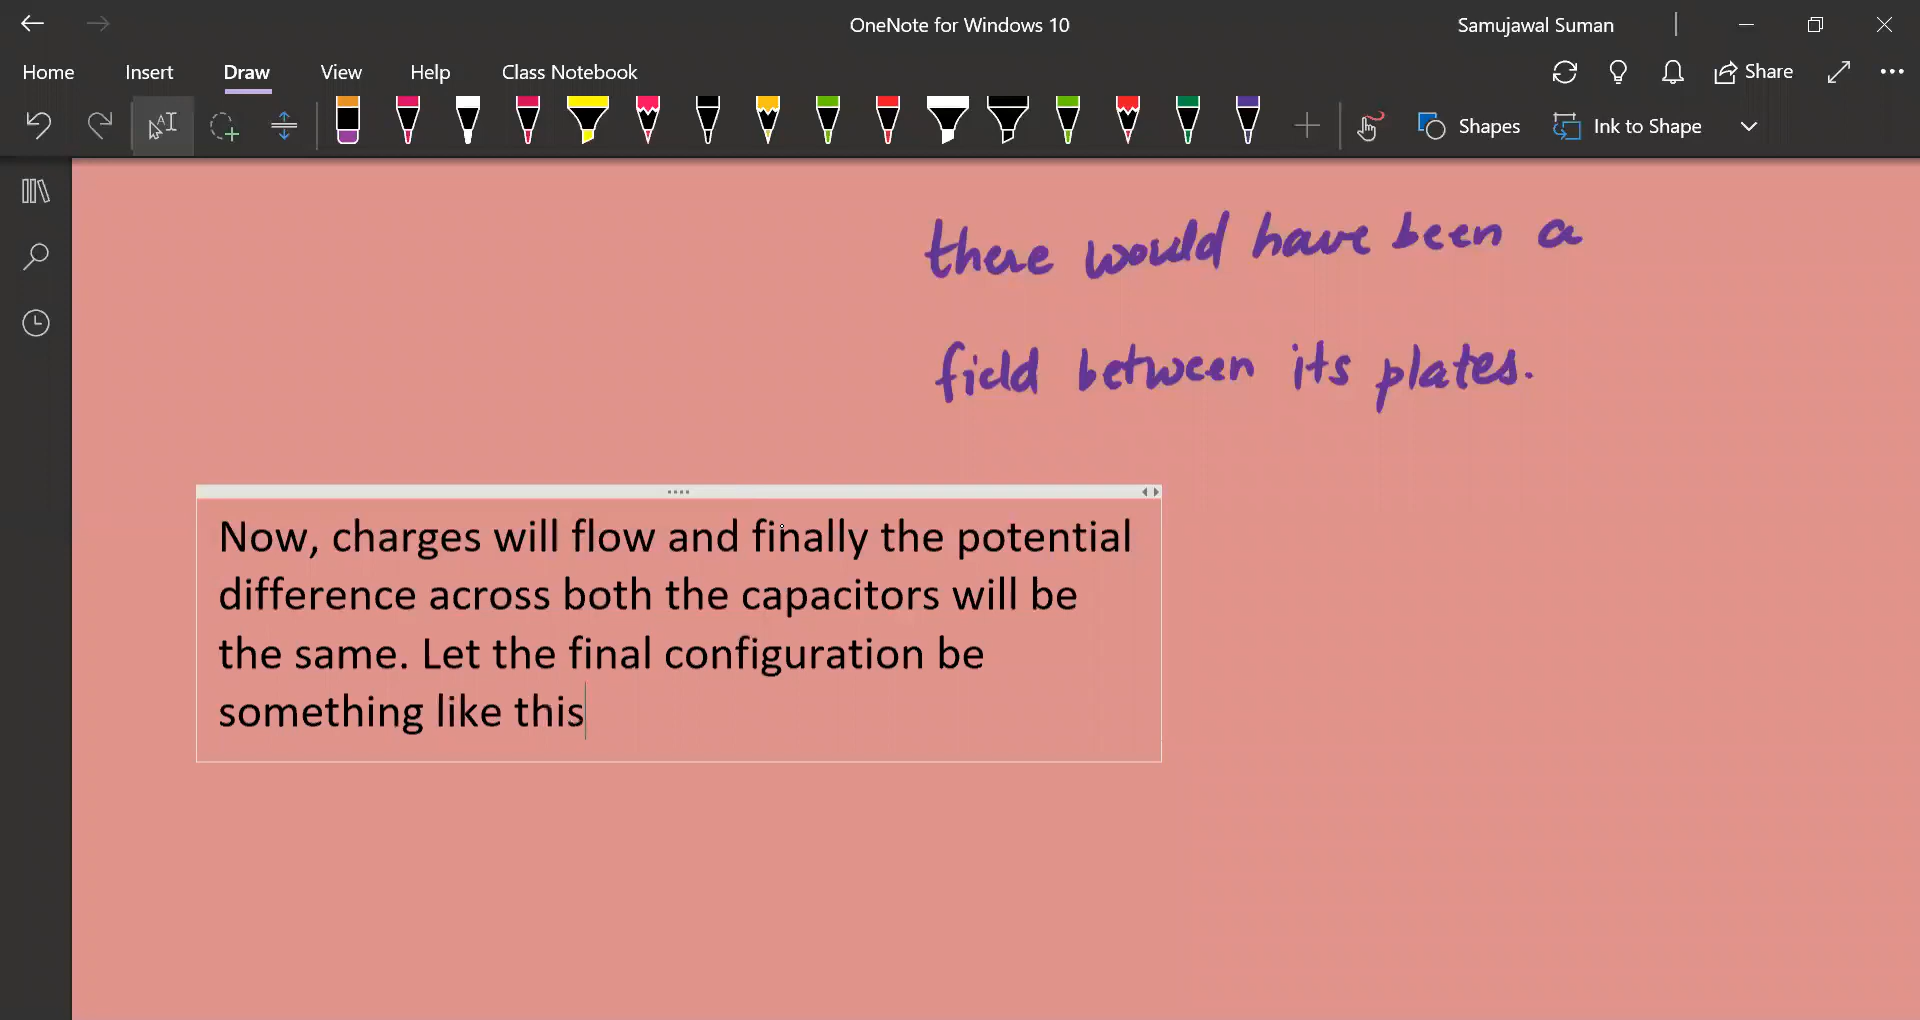 OneNote for Windows 10
Samujawal Suman
Home Insert Draw View Help Class Notebook
Share
Shapes Ink to Shape
there would have been a
field between its plates.
Now, charges will flow and finally the potential
difference across both the capacitors will be
the same. Let the final configuration be
something like this